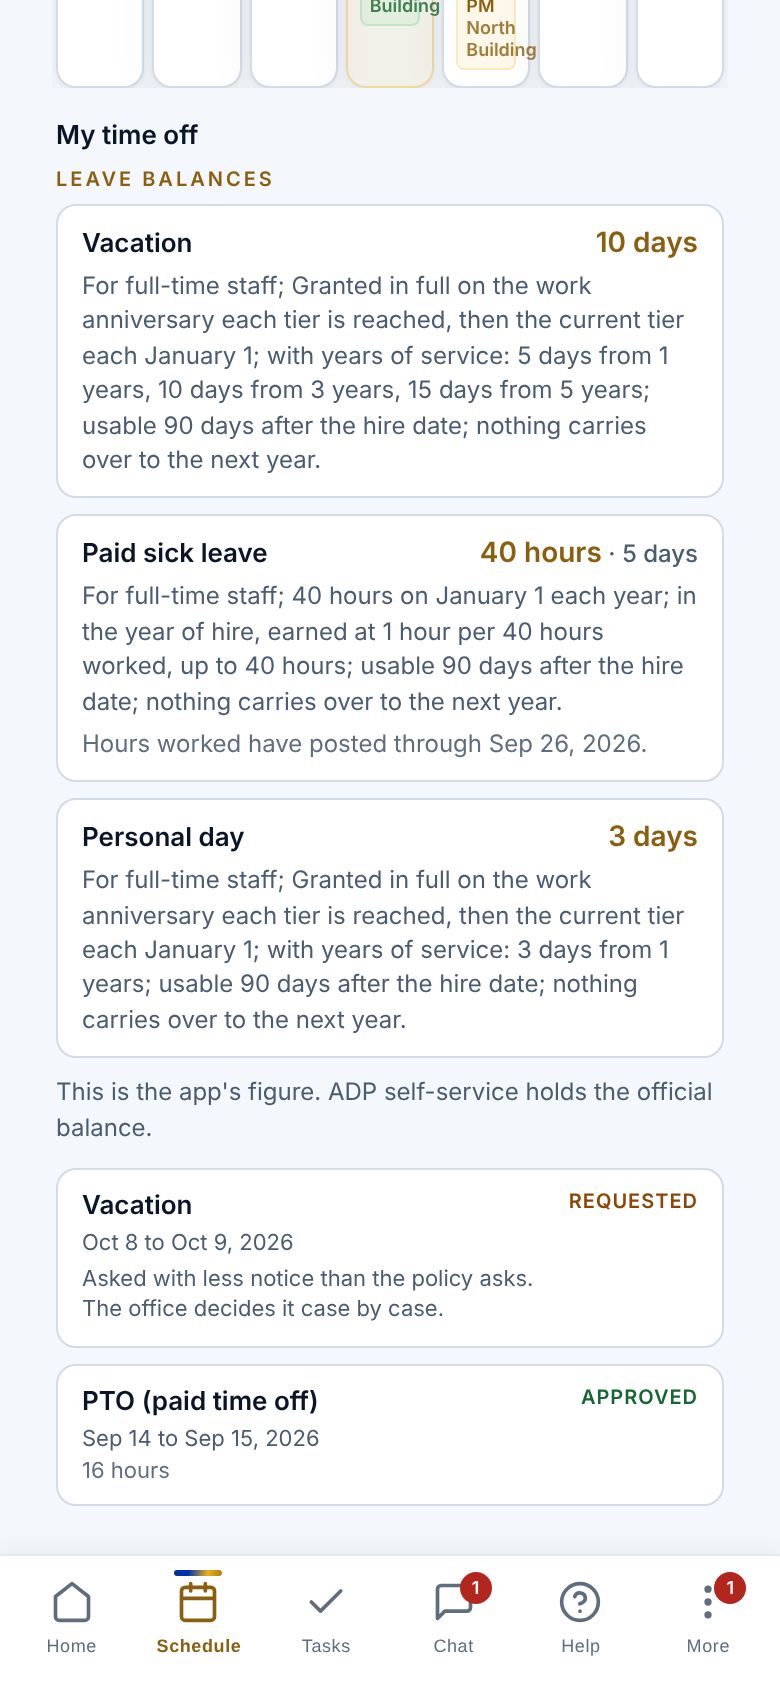 Building
PM
North
Building
My time off
LEAVE BALANCES
Vacation
10 days
For full-time staff; Granted in full on the work
anniversary each tier is reached, then the current tier
each January 1; with years of service: 5 days from 1
years, 10 days from 3 years, 15 days from 5 years;
usable 90 days after the hire date; nothing carries
over to the next year.
Paid sick leave
40 hours · 5 days
For full-time staff; 40 hours on January 1 each year; in
the year of hire, earned at 1 hour per 40 hours
worked, up to 40 hours; usable 90 days after the hire
date; nothing carries over to the next year.
Hours worked have posted through Sep 26, 2026.
Personal day
3 days
For full-time staff; Granted in full on the work
anniversary each tier is reached, then the current tier
each January 1; with years of service: 3 days from 1
years; usable 90 days after the hire date; nothing
carries over to the next year.
This is the app's figure. ADP self-service holds the official
balance.
Vacation
REQUESTED
Oct 8 to Oct 9, 2026
Asked with less notice than the policy asks.
The office decides it case by case.
PTO (paid time off)
APPROVED
Sep 14 to Sep 15, 2026
16 hours
1
1
Home
Schedule
Tasks
Chat
Help
More